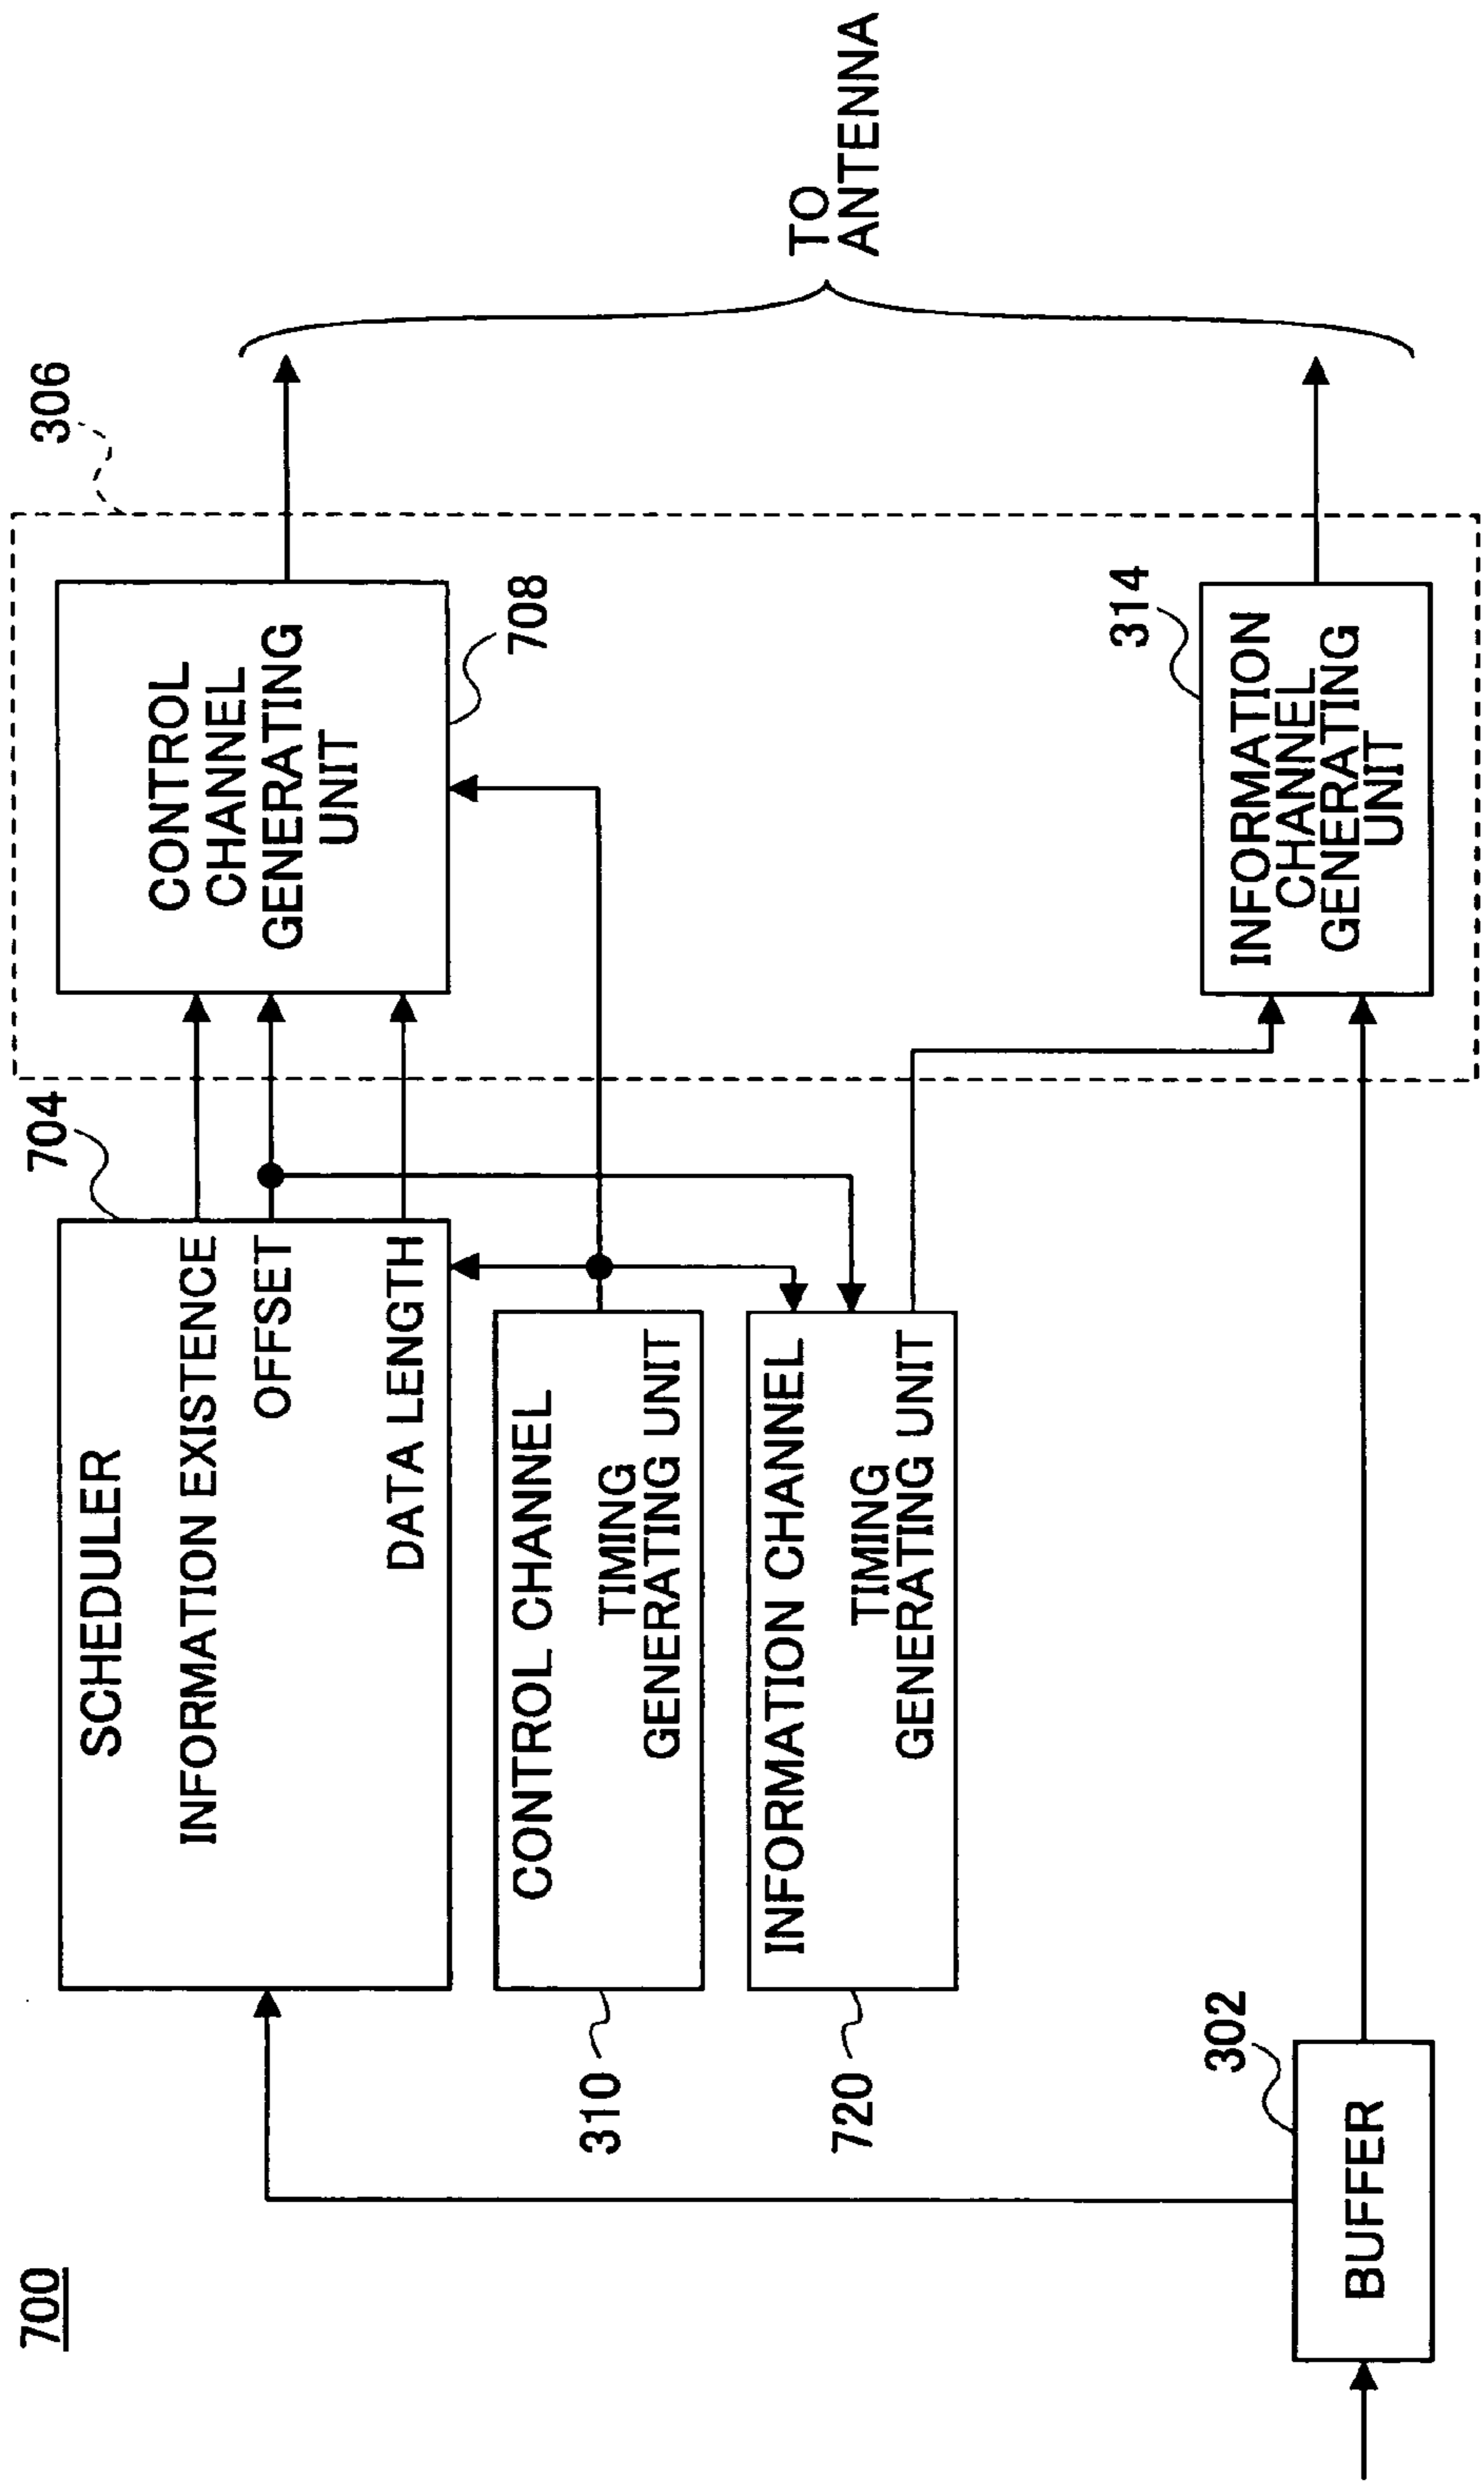 700
704
306
SCHEDULER
INFORMATION EXISTENCE
OFFSET
DATA LENGTH
CONTROL
CHANNEL
GENERATING
UNIT
708
310
CONTROL CHANNEL
TIMING
GENERATING UNIT
720
INFORMATION CHANNEL
TIMING
GENERATING UNIT
TO
ANTENNA
302
BUFFER
314
INFORMATION
CHANNEL
GENERATING
UNIT